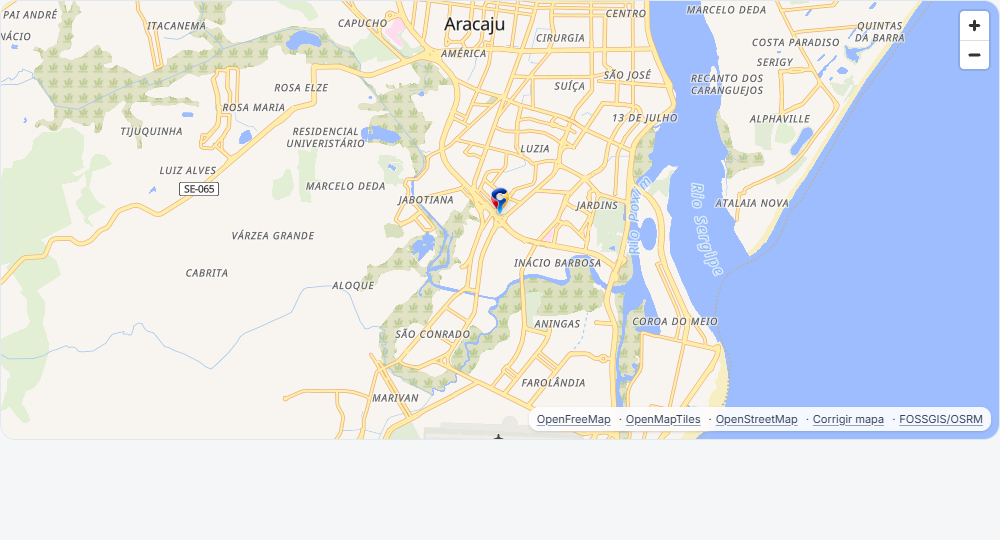 PAI ANDRÉ
ITACANEMA
CAPUCHO
Aracaju
CENTRO
MARCELO DEDA
QUINTAS
DA BARRA
NÁCIO
AMÉRICA
CIRURGIA
COSTA PARADISO
SERIGY
ROSA ELZE
SUÍÇA
SÃO JOSÉ
RECANTO DOS
CARANGUEJOS
ROSA MARIA
13 DE JULHO
ALPHAVILLE
TIJUQUINHA
RESIDENCIAL
UNIVERISTÁRIO
LUZIA
LUIZ ALVES
SE-065
MARCELO DEDA
JABOTIANA
JARDINS
ATALAIA NOVA
Rio Poxim
Rio Sergipe
VÁRZEA GRANDE
CABRITA
ALOQUE
INÁCIO BARBOSA
SÃO CONRADO
ANINGAS
COROA DO MEIO
MARIVAN
FAROLÂNDIA
+
−
OpenFreeMap · OpenMapTiles · OpenStreetMap · Corrigir mapa · FOSSGIS/OSRM